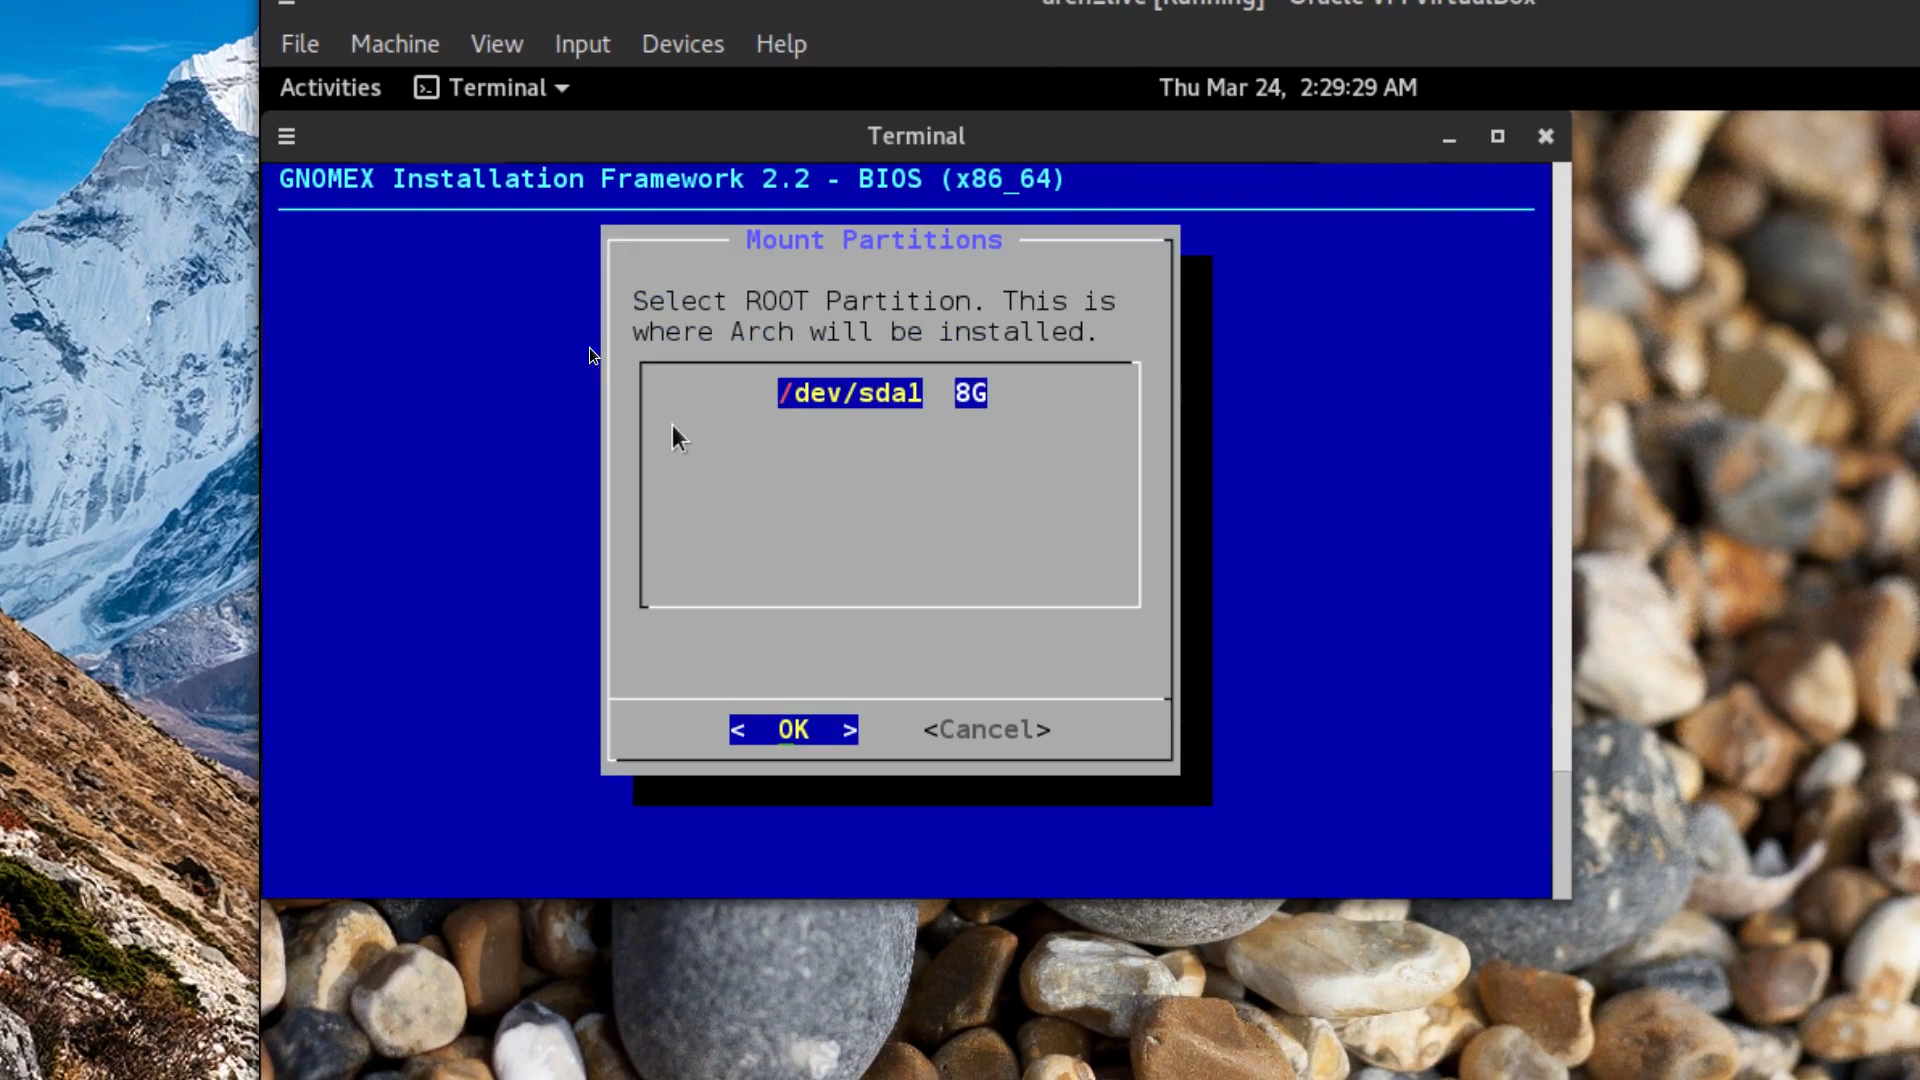 File Machine View Input Devices Help
Activities Terminal Thu Mar 24, 2:29:29 AM
Terminal
GNOMEX Installation Framework 2.2 - BIOS (x86_64)
Mount Partitions
Select ROOT Partition. This is
where Arch will be installed.
/dev/sda1 8G
< OK > <Cancel>